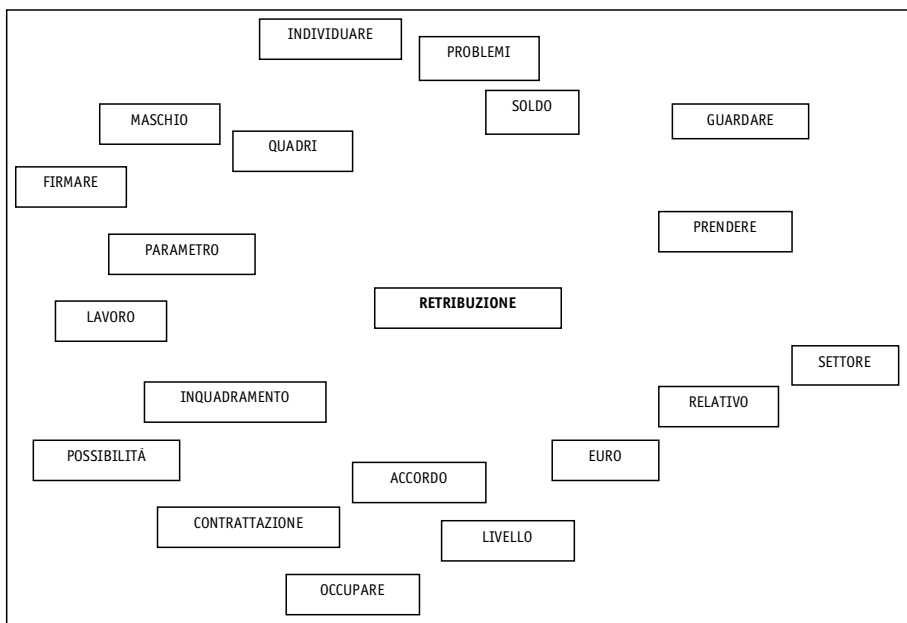 INDIVIDUARE
PROBLEMI
SOLDO
MASCHIO
GUARDARE
QUADRI
FIRMARE
PRENDERE
PARAMETRO
RETRIBUZIONE
LAVORO
SETTORE
INQUADRAMENTO
RELATIVO
POSSIBILITÀ
EURO
ACCORDO
CONTRATTAZIONE
LIVELLO
OCCUPARE